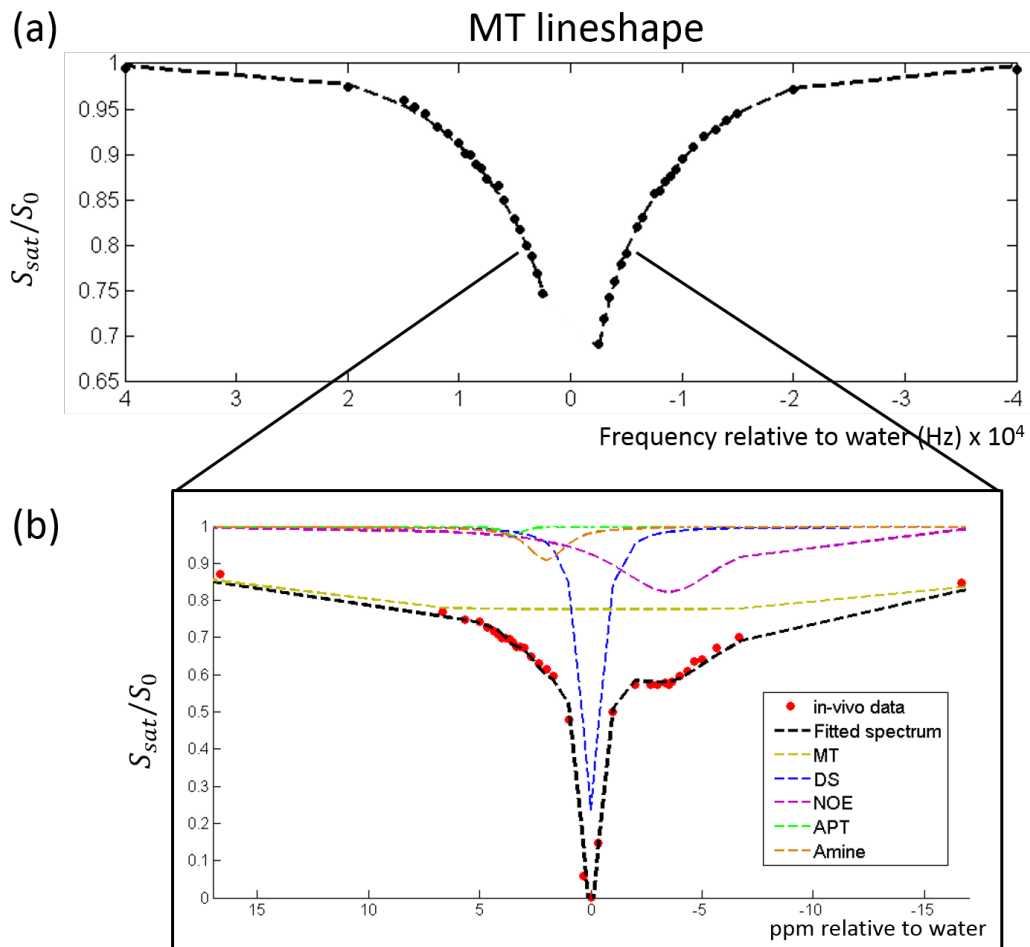 (a)
MT lineshape
1
0.95
0.9
0.85
0.8
0.75
0.7
0.65
S_sat/S_0
4 3 2 1 0 -1 -2 -3 -4
Frequency relative to water (Hz) x 10^4
(b)
1
0.9
0.8
0.7
0.6
0.5
0.4
0.3
0.2
0.1
0
S_sat/S_0
in-vivo data
Fitted spectrum
MT
DS
NOE
APT
Amine
15 10 5 0 -5 -10 -15
ppm relative to water